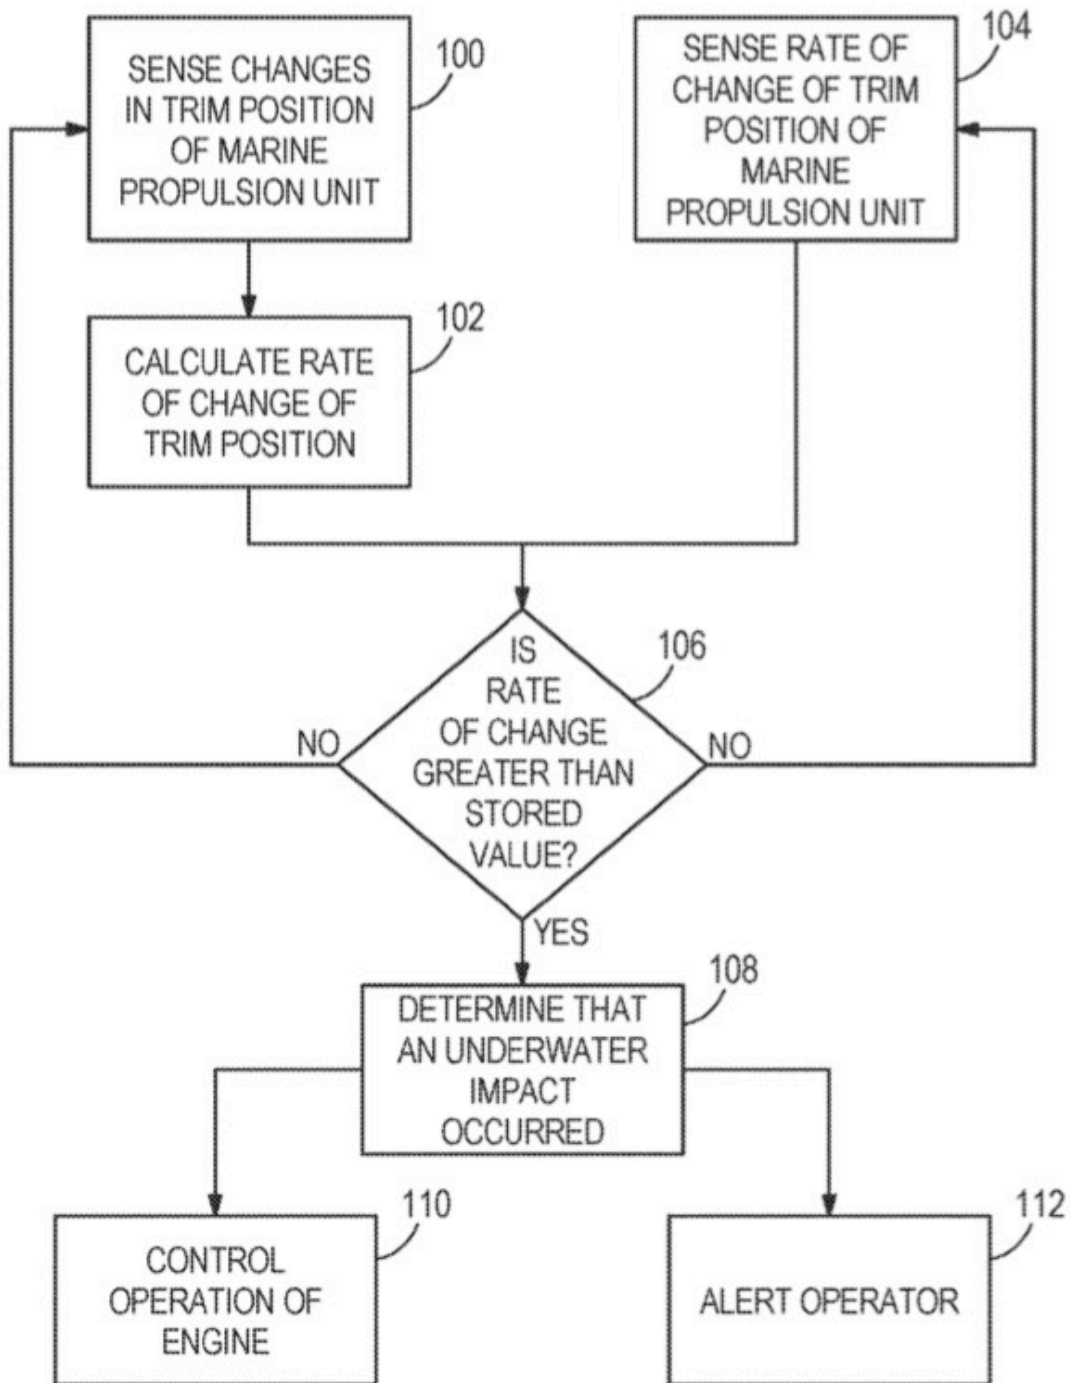 SENSE CHANGES
IN TRIM POSITION
OF MARINE
PROPULSION UNIT
100
SENSE RATE OF
CHANGE OF TRIM
POSITION OF
MARINE
PROPULSION UNIT
104
CALCULATE RATE
OF CHANGE OF
TRIM POSITION
102
IS
RATE
OF CHANGE
GREATER THAN
STORED
VALUE?
106
NO
NO
YES
DETERMINE THAT
AN UNDERWATER
IMPACT
OCCURRED
108
CONTROL
OPERATION OF
ENGINE
110
ALERT OPERATOR
112